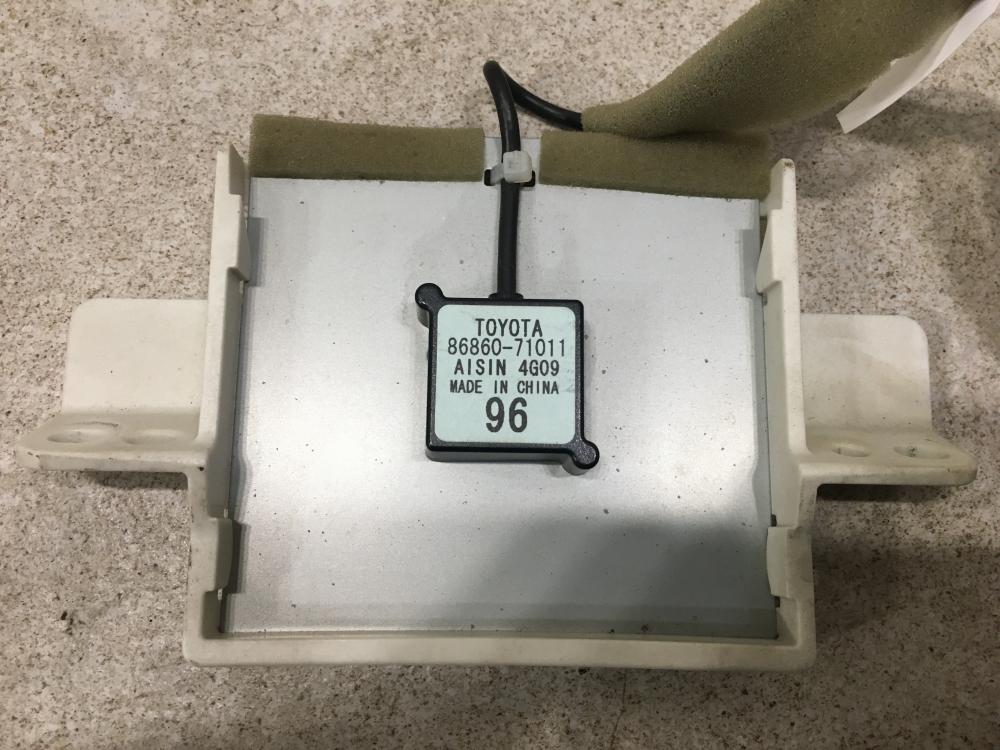 TOYOTA
86860-71011
AISIN 4G09
MADE IN CHINA
96